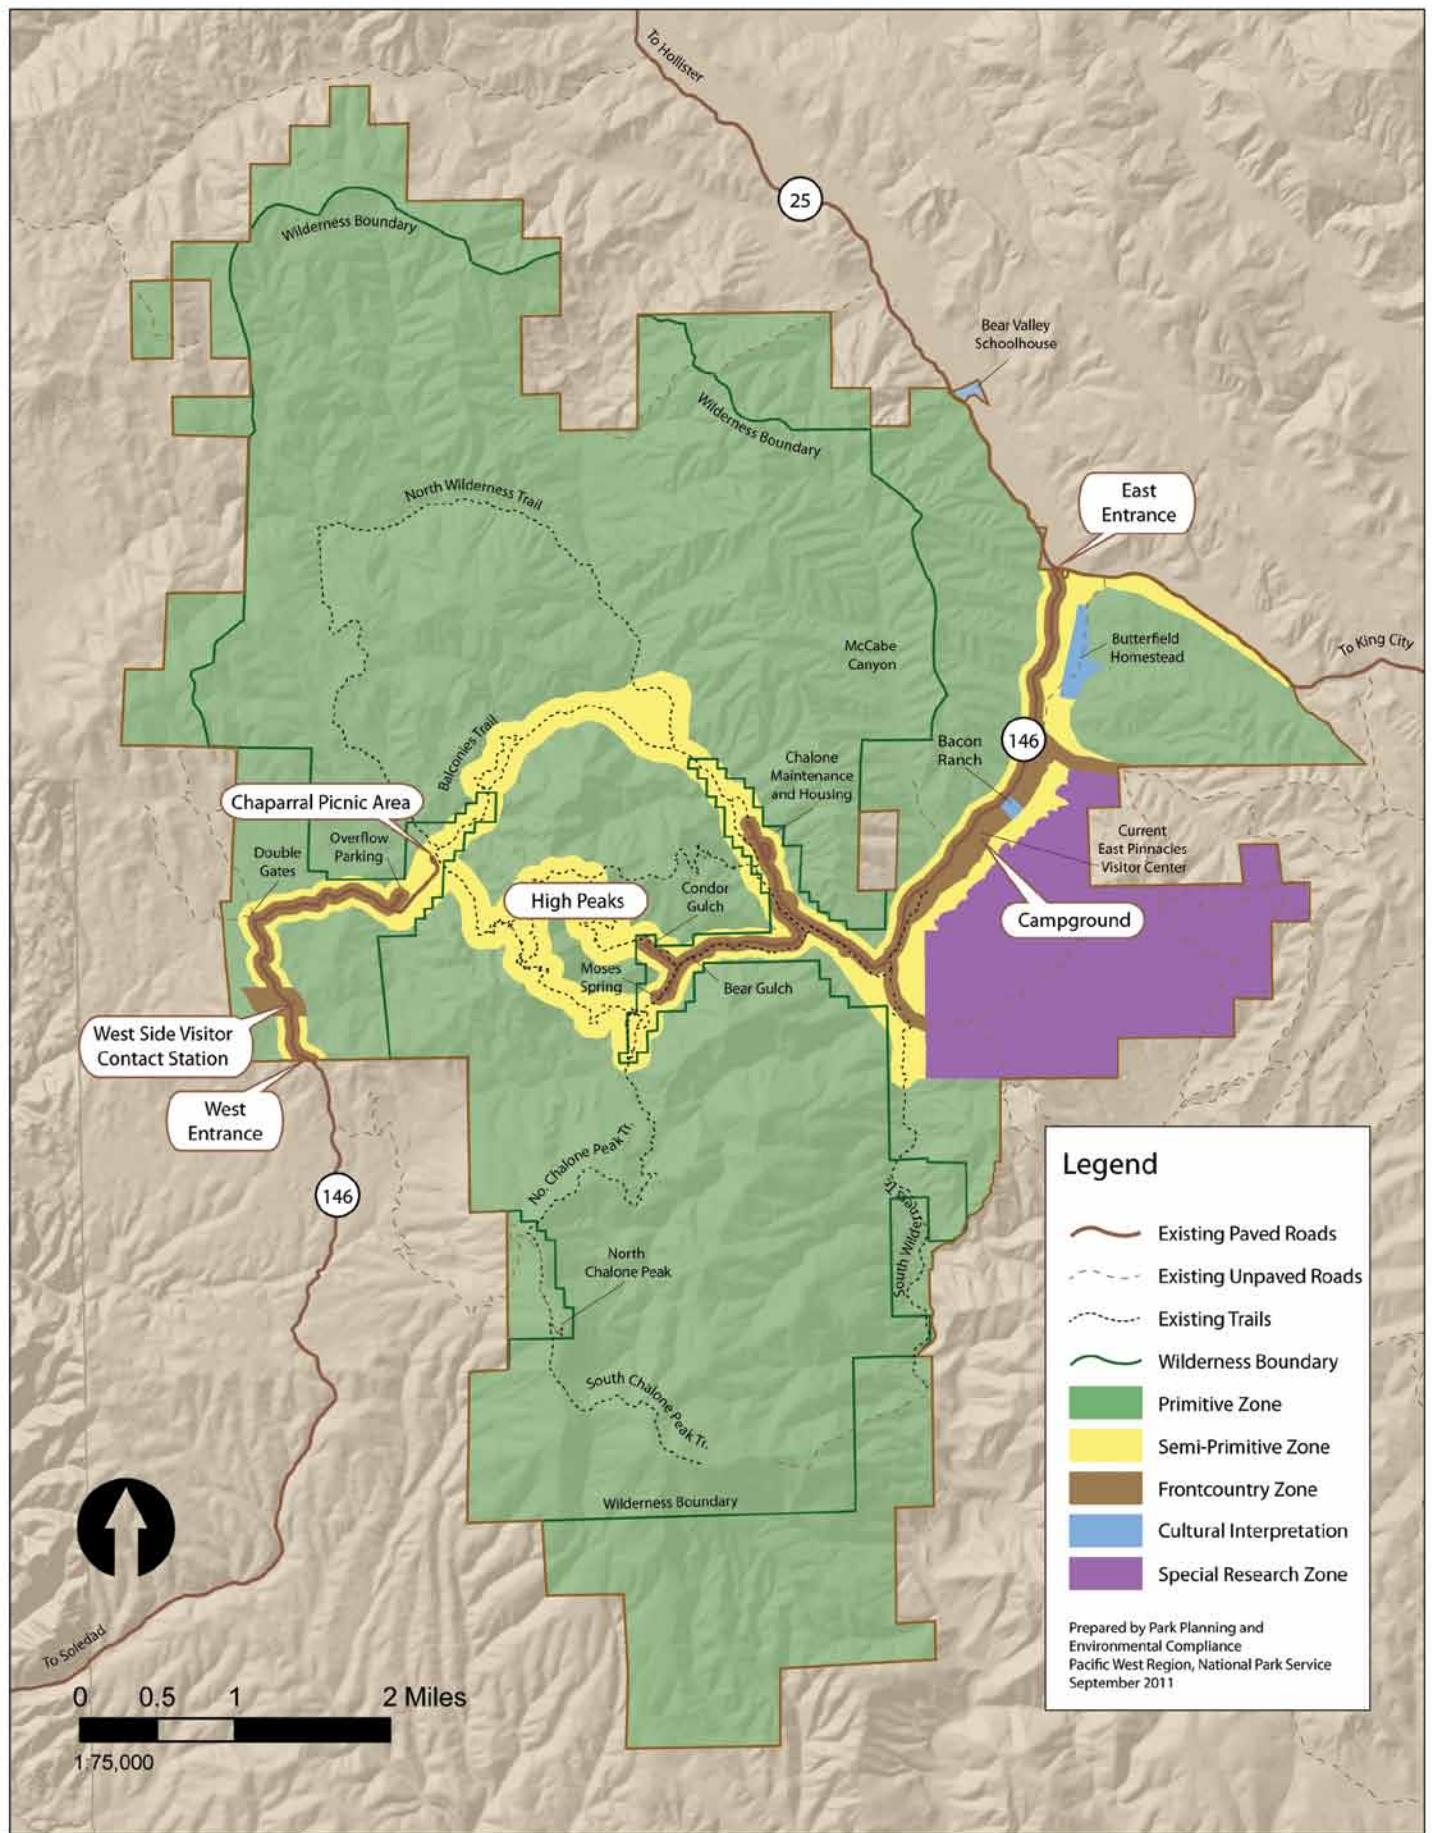 To Hollister
25
Wilderness Boundary
Bear Valley
Schoolhouse
Wilderness Boundary
North Wilderness Trail
East
Entrance
McCabe
Canyon
Butterfield
Homestead
To King City
Balconies Trail
146
Bacon
Ranch
Chalone
Maintenance
and Housing
Chaparral Picnic Area
Overflow
Parking
Double
Gates
Current
East Pinnacles
Visitor Center
High Peaks
Condor
Gulch
Campground
Moses
Spring
Bear Gulch
West Side Visitor
Contact Station
West
Entrance
146
No. Chalone Peak Tr.
South Wilderness Tr.
North
Chalone Peak
South Chalone Peak Tr.
Wilderness Boundary
To Soledad
0 0.5 1 2 Miles
1:75,000
Legend
Existing Paved Roads
Existing Unpaved Roads
Existing Trails
Wilderness Boundary
Primitive Zone
Semi-Primitive Zone
Frontcountry Zone
Cultural Interpretation
Special Research Zone
Prepared by Park Planning and
Environmental Compliance
Pacific West Region, National Park Service
September 2011